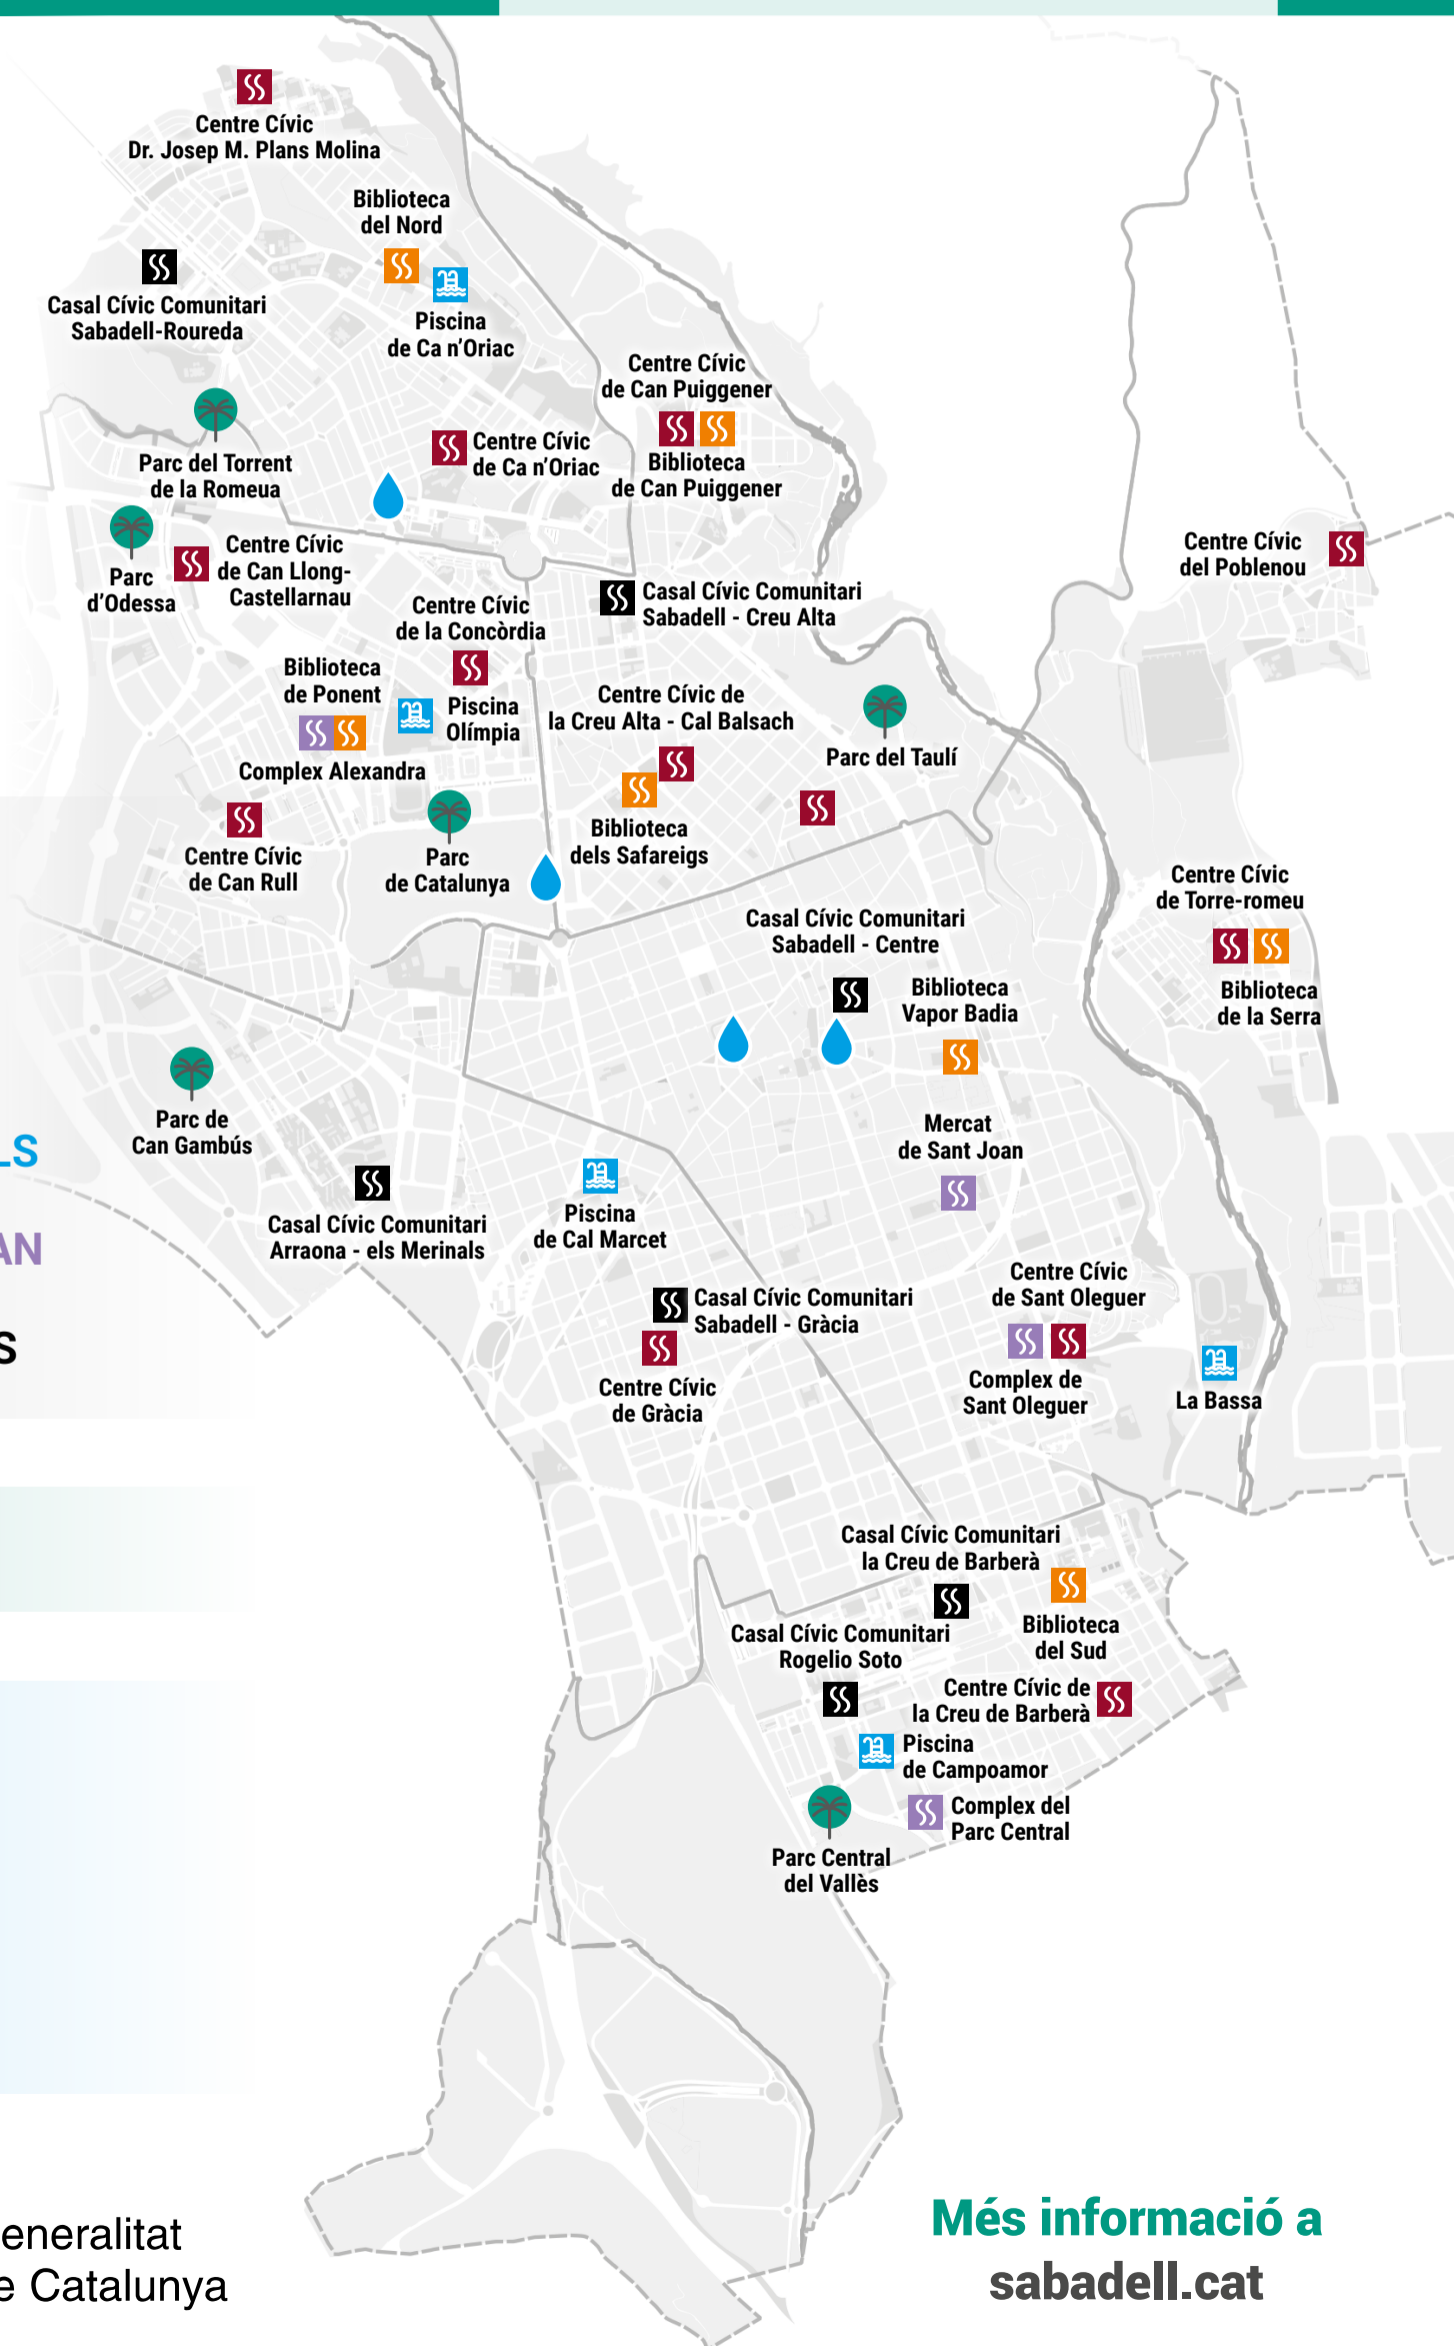 Centre Cívic
Dr. Josep M. Plans Molina
Biblioteca
del Nord
Casal Cívic Comunitari
Sabadell-Roureda
Piscina
de Ca n'Oriac
Centre Cívic
de Can Puiggener
Biblioteca
de Can Puiggener
Centre Cívic
de Ca n'Oriac
Parc del Torrent
de la Romeua
Parc
d'Odessa
Centre Cívic
de Can Llong-
Castellarnau
Centre Cívic
del Poblenou
Casal Cívic Comunitari
Sabadell - Creu Alta
Centre Cívic
de la Concòrdia
Biblioteca
de Ponent
Complex Alexandra
Piscina
Olímpia
Centre Cívic de
la Creu Alta - Cal Balsach
Parc del Taulí
Biblioteca
dels Safareigs
Centre Cívic
de Can Rull
Parc
de Catalunya
Centre Cívic
de Torre-romeu
Biblioteca
de la Serra
Casal Cívic Comunitari
Sabadell - Centre
Biblioteca
Vapor Badia
Parc de
Can Gambús
Mercat
de Sant Joan
LS
AN
S
Casal Cívic Comunitari
Arraona - els Merinals
Piscina
de Cal Marcet
Casal Cívic Comunitari
Sabadell - Gràcia
Centre Cívic
de Gràcia
Centre Cívic
de Sant Oleguer
Complex de
Sant Oleguer
La Bassa
Casal Cívic Comunitari
la Creu de Barberà
Biblioteca
del Sud
Casal Cívic Comunitari
Rogelio Soto
Centre Cívic de
la Creu de Barberà
Piscina
de Campoamor
Complex del
Parc Central
Parc Central
del Vallès
eneralitat
e Catalunya
Més informació a
sabadell.cat